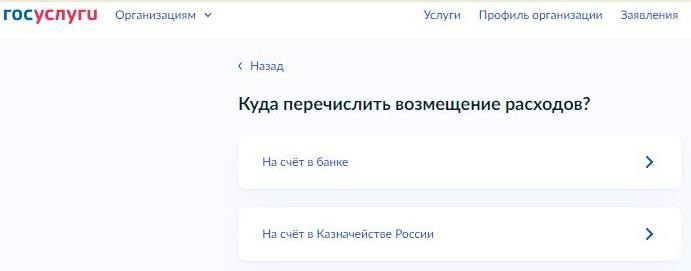 госуслуги Организациям Услуги Профиль организации Заявления
Назад
Куда перечислить возмещение расходов?
На счёт в банке
На счёт в Казначействе России